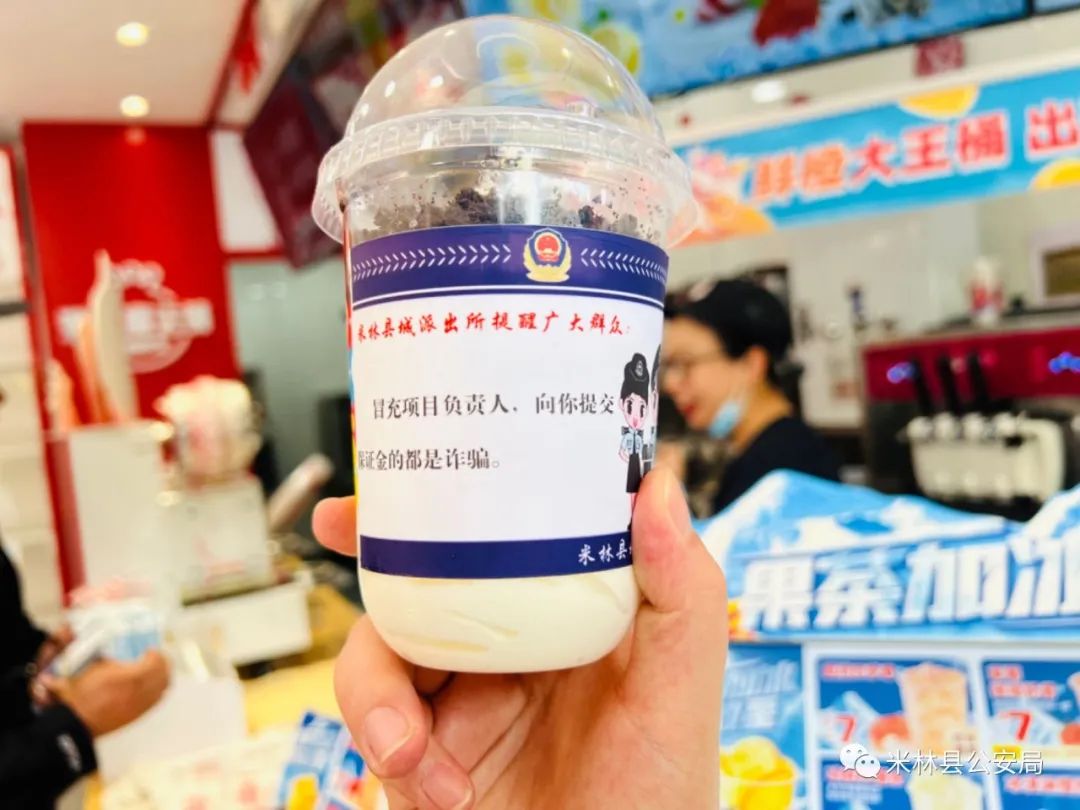 鲜橙大王桶 出
米林县城派出所提醒广大群众：
冒充项目负责人，向你提交
保证金的都是诈骗。
米林县
果茶加冰
7
7
米林县公安局